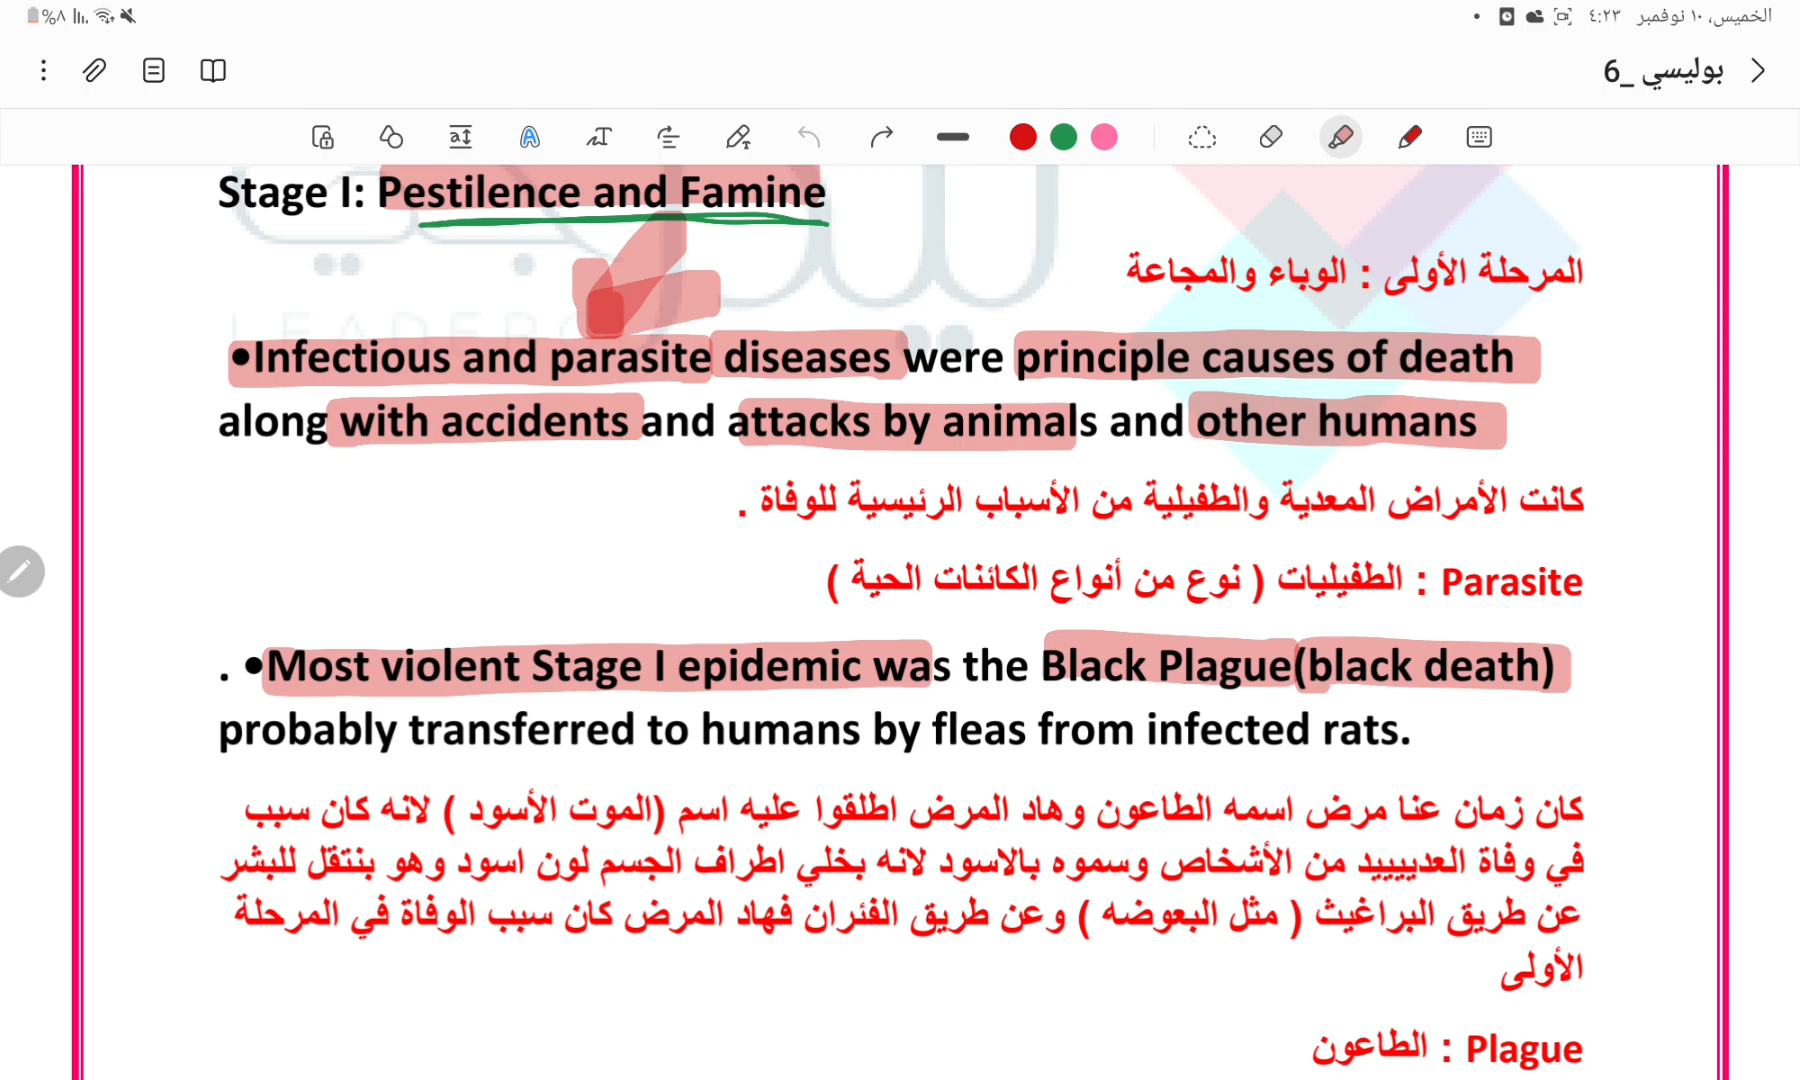 الخميس، ١٠ نوفمبر ٤:٢٣
%٨
بوليسي _6
Stage I: Pestilence and Famine
المرحلة الأولى : الوباء والمجاعة
LEADERS
•Infectious and parasite diseases were principle causes of death
along with accidents and attacks by animals and other humans
كانت الأمراض المعدية والطفيلية من الأسباب الرئيسية للوفاة .
Parasite : الطفيليات ( نوع من أنواع الكائنات الحية )
. •Most violent Stage I epidemic was the Black Plague(black death)
probably transferred to humans by fleas from infected rats.
كان زمان عنا مرض اسمه الطاعون وهاد المرض اطلقوا عليه اسم (الموت الأسود ) لانه كان سبب
في وفاة العدييييد من الأشخاص وسموه بالاسود لانه بخلي اطراف الجسم لون اسود وهو بنتقل للبشر
عن طريق البراغيث ( مثل البعوضه ) وعن طريق الفئران فهاد المرض كان سبب الوفاة في المرحلة
الأولى
Plague : الطاعون